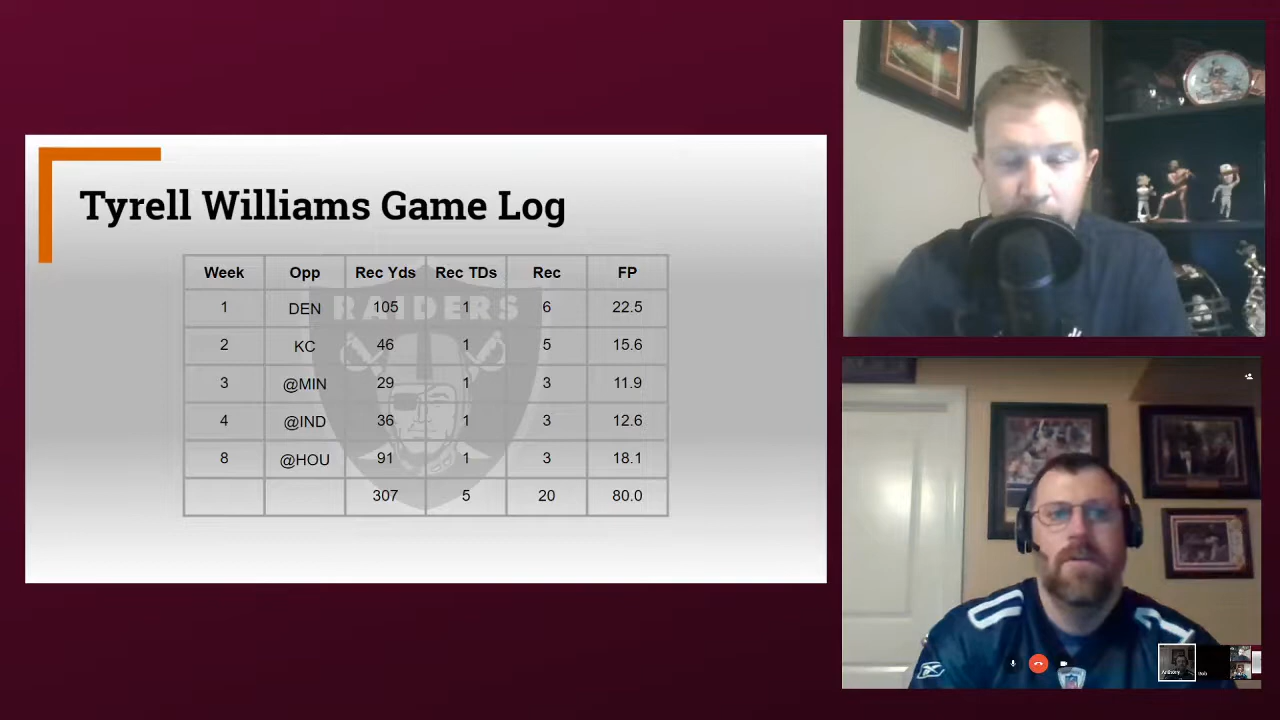 Tyrell Williams Game Log
Week Opp Rec Yds Rec TDs Rec FP
1 DEN 105 1 6 22.5
2 KC 46 1 5 15.6
3 @MIN 29 1 3 11.9
4 @IND 36 1 3 12.6
8 @HOU 91 1 3 18.1
307 5 20 80.0
RAIDERS
Anthony
Rob